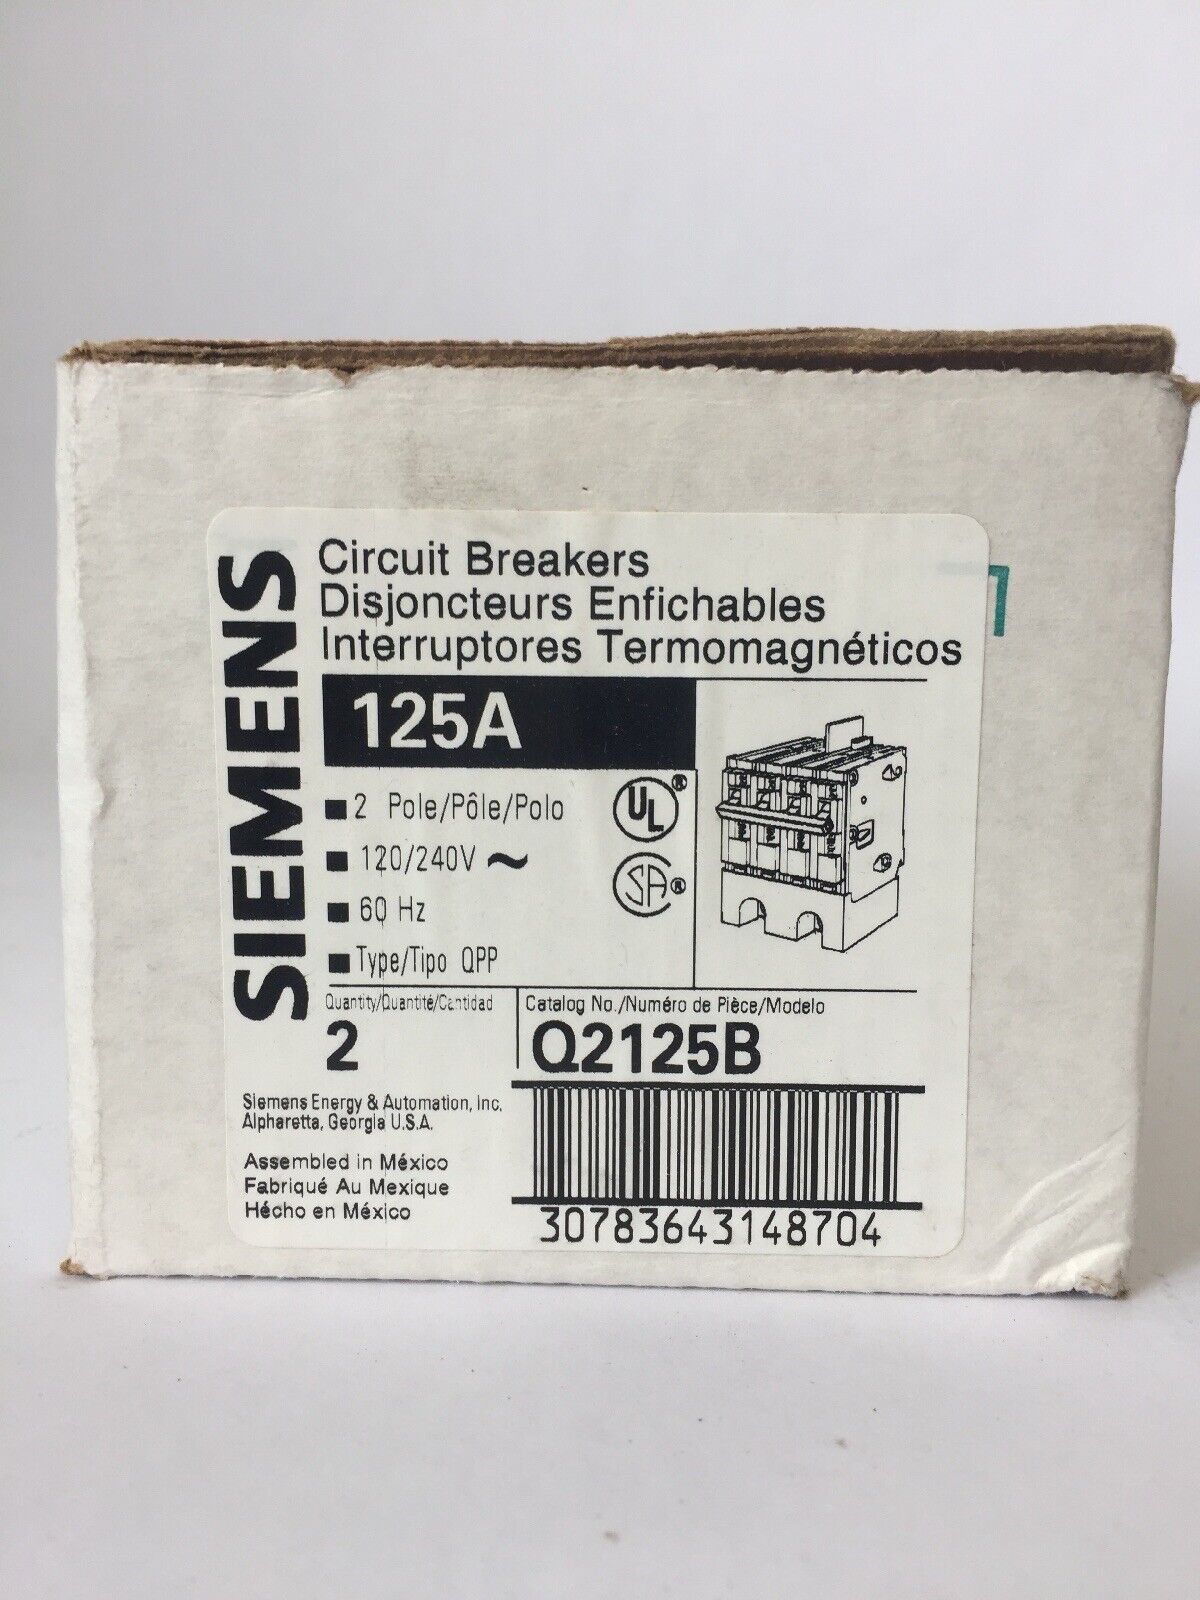 SIEMENS
Circuit Breakers
Disjoncteurs Enfichables
Interruptores Termomagnéticos
125A
2 Pole/Pôle/Polo
120/240V ~
60 Hz
Type/Tipo QPP
UL®
SA®
Quantity/Quantité/Cantidad
2
Catalog No./Numéro de Pièce/Modelo
Q2125B
Siemens Energy & Automation, Inc.
Alpharetta, Georgia U.S.A.
Assembled in México
Fabriqué Au Mexique
Hécho en México
30783643148704